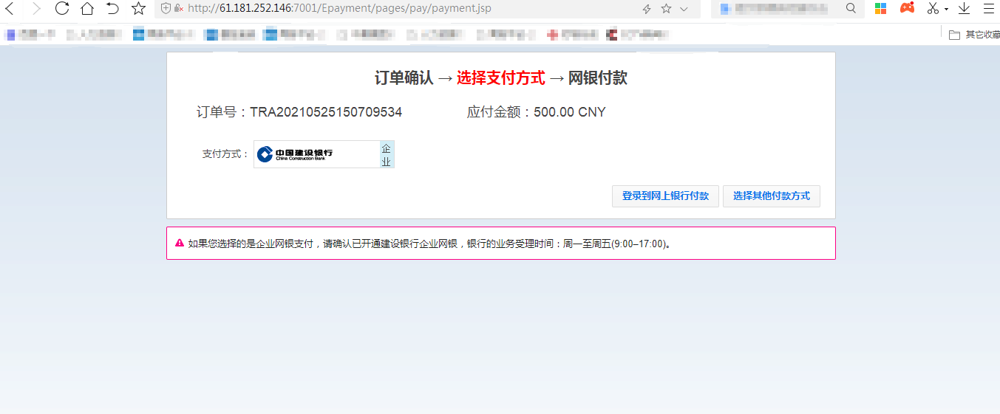 http://61.181.252.146:7001/Epayment/pages/pay/payment.jsp
其它收藏
订单确认 → 选择支付方式 → 网银付款
订单号：TRA20210525150709534 应付金额：500.00 CNY
支付方式： 中国建设银行 China Construction Bank 企业
登录到网上银行付款 选择其他付款方式
如果您选择的是企业网银支付，请确认已开通建设银行企业网银，银行的业务受理时间：周一至周五(9:00–17:00)。